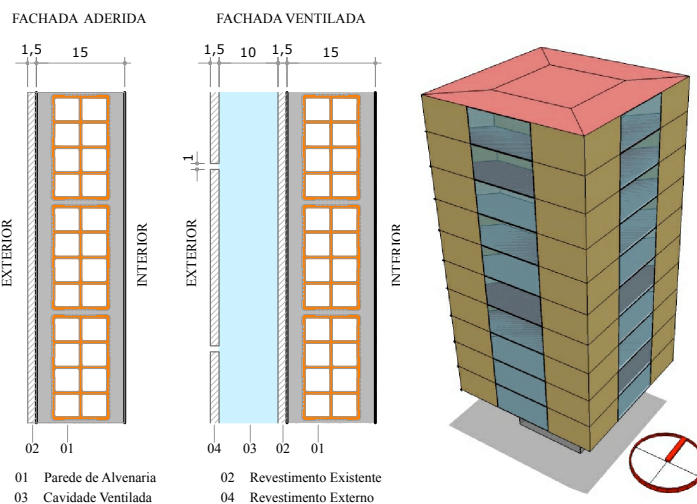 FACHADA ADERIDA
1,5 15
EXTERIOR
INTERIOR
02 01
FACHADA VENTILADA
1,5 10 1,5 15
1
EXTERIOR
INTERIOR
04 03 02 01
01 Parede de Alvenaria
02 Revestimento Existente
03 Cavidade Ventilada
04 Revestimento Externo